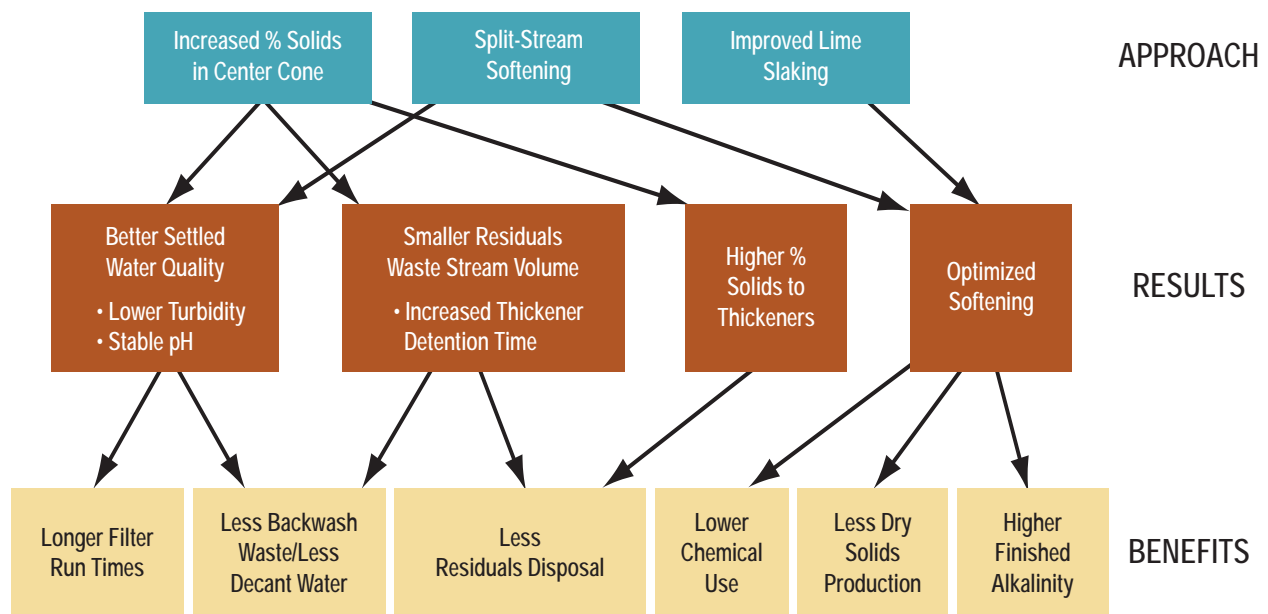 Increased % Solids
in Center Cone
Split-Stream
Softening
Improved Lime
Slaking
APPROACH
Better Settled
Water Quality
• Lower Turbidity
• Stable pH
Smaller Residuals
Waste Stream Volume
• Increased Thickener
Detention Time
Higher %
Solids to
Thickeners
Optimized
Softening
RESULTS
Longer Filter
Run Times
Less Backwash
Waste/Less
Decant Water
Less
Residuals Disposal
Lower
Chemical
Use
Less Dry
Solids
Production
Higher
Finished
Alkalinity
BENEFITS